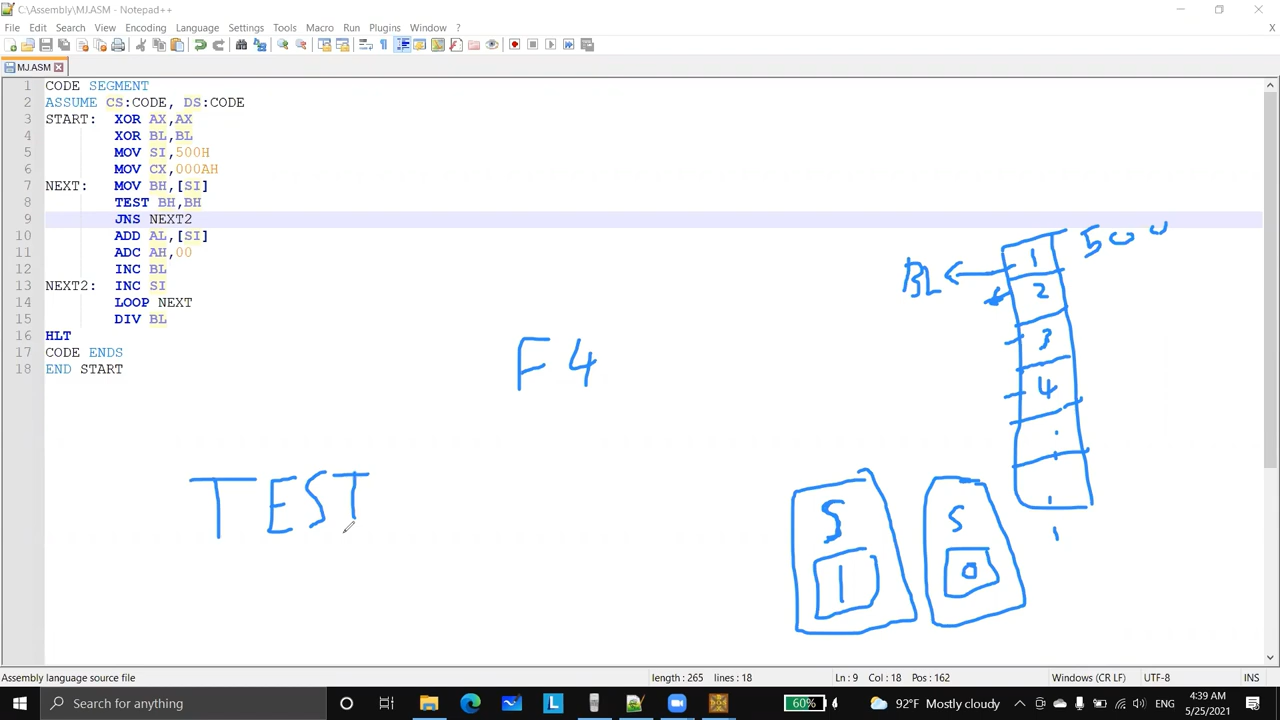 C:\Assembly\MJ.ASM - Notepad++
File Edit Search View Encoding Language Settings Tools Macro Run Plugins Window ?
X
MJ.ASM
1 CODE SEGMENT
2 ASSUME CS:CODE, DS:CODE
3 START: XOR AX,AX
4 XOR BL,BL
5 MOV SI,500H
6 MOV CX,000AH
7 NEXT: MOV BH,[SI]
8 TEST BH,BH
9 JNS NEXT2
10 ADD AL,[SI]
11 ADC AH,00
12 INC BL
13 NEXT2: INC SI
14 LOOP NEXT
15 DIV BL
16 HLT
17 CODE ENDS
18 END START
500
1
BL
2
3
F4
4
TEST
S S
1 0
Assembly language source file length: 265 lines: 18 Ln: 9 Col: 18 Pos: 162 Windows (CR LF) UTF-8 INS
Search for anything 60% 92°F Mostly cloudy ENG 4:39 AM
5/25/2021